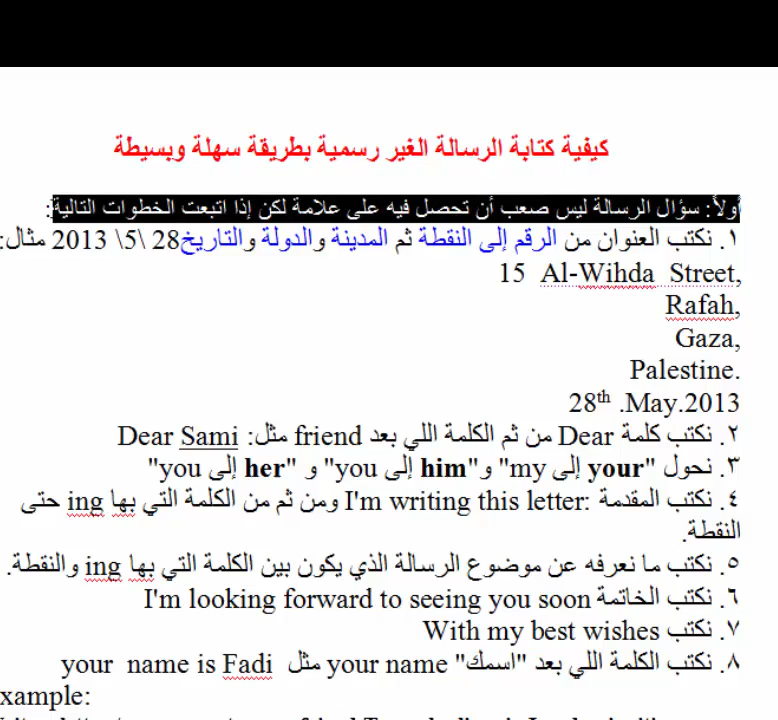 كيفية كتابة الرسالة الغير رسمية بطريقة سهلة وبسيطة
أولاً: سؤال الرسالة ليس صعب أن تحصل فيه على علامة لكن إذا اتبعت الخطوات التالية:
١. نكتب العنوان من الرقم إلى النقطة ثم المدينة والدولة والتاريخ28 \5\ 2013 مثال:
15 Al-Wihda Street,
Rafah,
Gaza,
Palestine.
28th .May.2013
٢. نكتب كلمة Dear من ثم الكلمة اللي بعد friend مثل: Dear Sami
٣. نحول "your إلى my" و"him إلى you" و "her إلى you"
٤. نكتب المقدمة :I'm writing this letter ومن ثم من الكلمة التي بها ing حتى
النقطة.
٥. نكتب ما نعرفه عن موضوع الرسالة الذي يكون بين الكلمة التي بها ing والنقطة.
٦. نكتب الخاتمة I'm looking forward to seeing you soon
٧. نكتب With my best wishes
٨. نكتب الكلمة اللي بعد "اسمك" your name مثل your name is Fadi
xample: